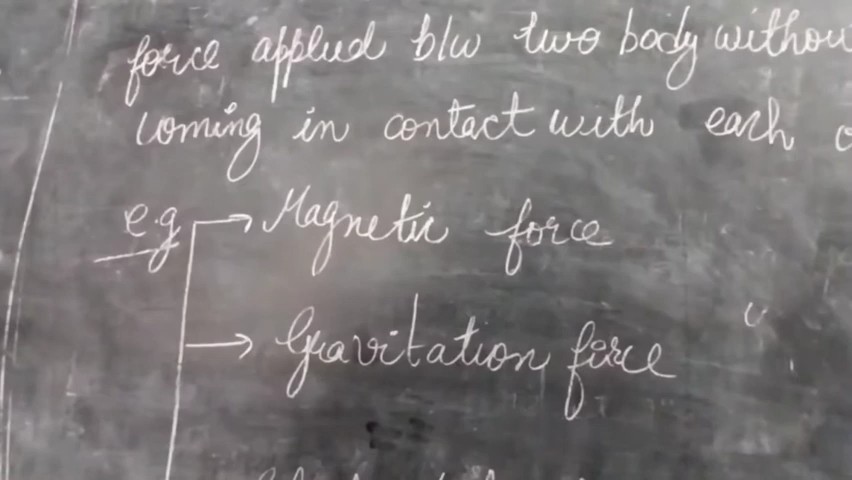 force applied b/w two body without
coming in contact with each
e.g → Magnetic force
→ Gravitation force